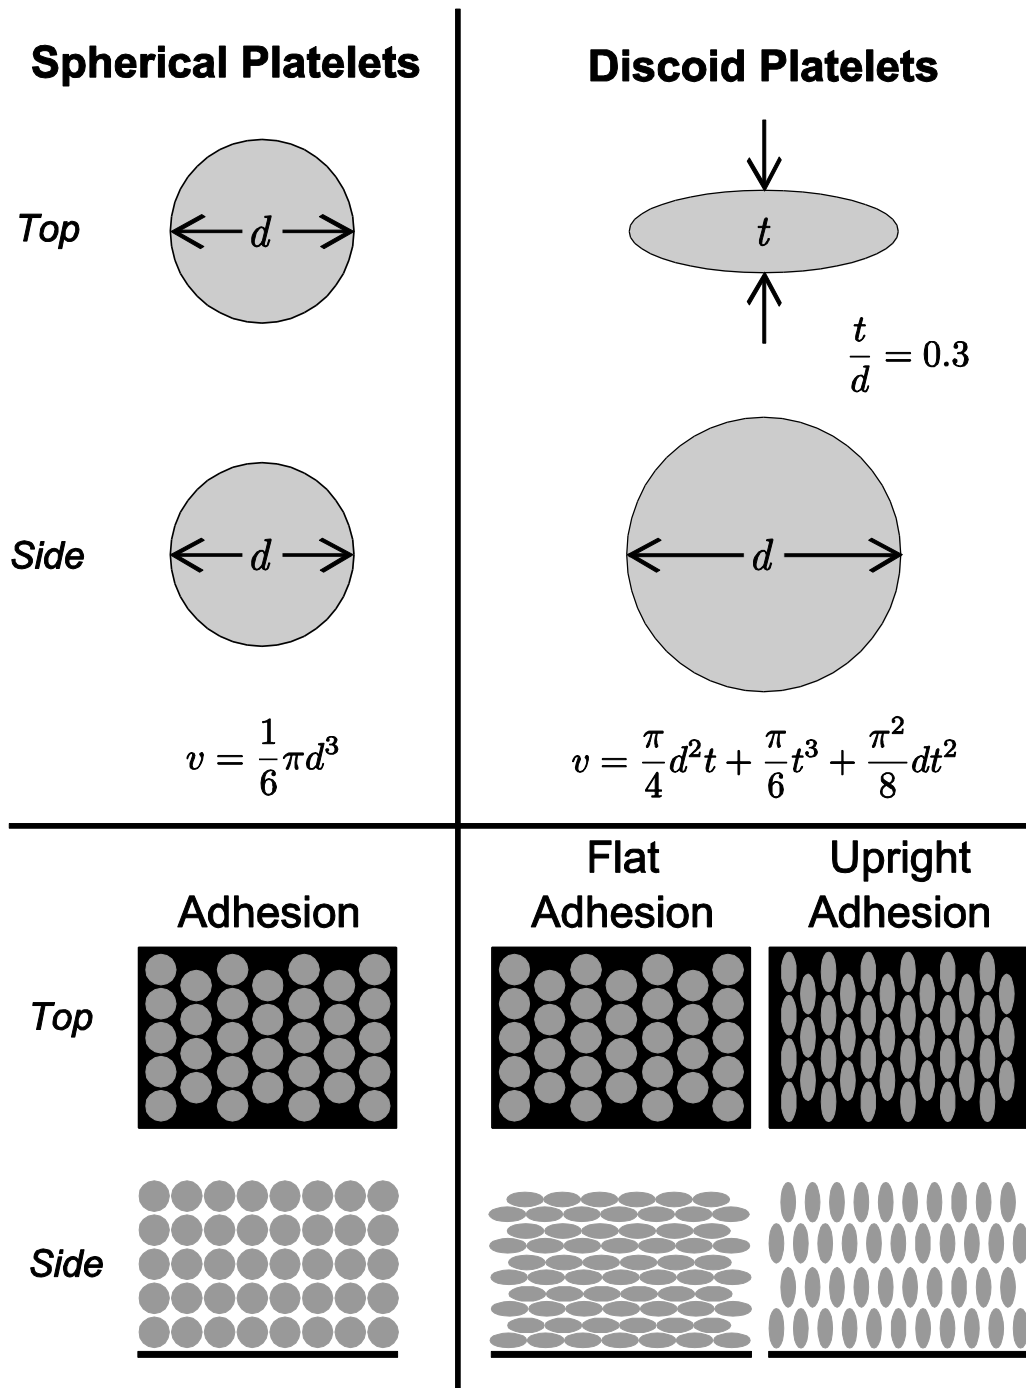 Spherical Platelets
Discoid Platelets
Top
d
t
t/d = 0.3
Side
d
d
v = 1/6 πd³
v = π/4 d²t + π/6 t³ + π²/8 dt²
Adhesion
Flat Adhesion
Upright Adhesion
Top
Side